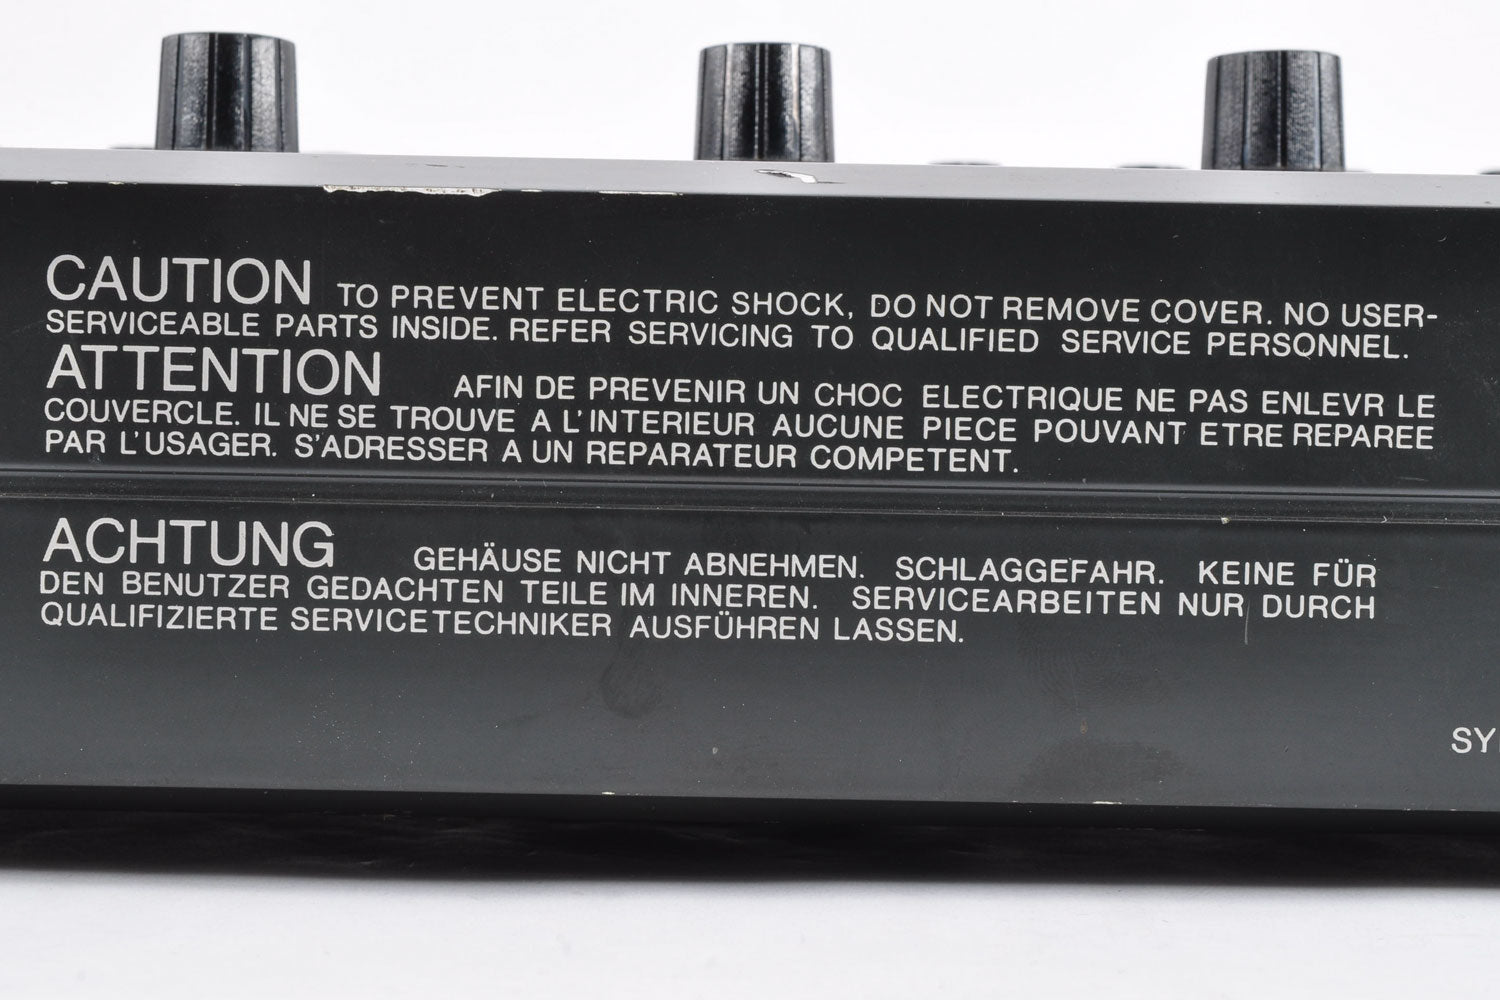 CAUTION TO PREVENT ELECTRIC SHOCK, DO NOT REMOVE COVER. NO USER-
SERVICEABLE PARTS INSIDE. REFER SERVICING TO QUALIFIED SERVICE PERSONNEL.
ATTENTION AFIN DE PREVENIR UN CHOC ELECTRIQUE NE PAS ENLEVR LE
COUVERCLE. IL NE SE TROUVE A L'INTERIEUR AUCUNE PIECE POUVANT ETRE REPAREE
PAR L'USAGER. S'ADRESSER A UN REPARATEUR COMPETENT.
ACHTUNG GEHÄUSE NICHT ABNEHMEN. SCHLAGGEFAHR. KEINE FÜR
DEN BENUTZER GEDACHTEN TEILE IM INNEREN. SERVICEARBEITEN NUR DURCH
QUALIFIZIERTE SERVICETECHNIKER AUSFÜHREN LASSEN.